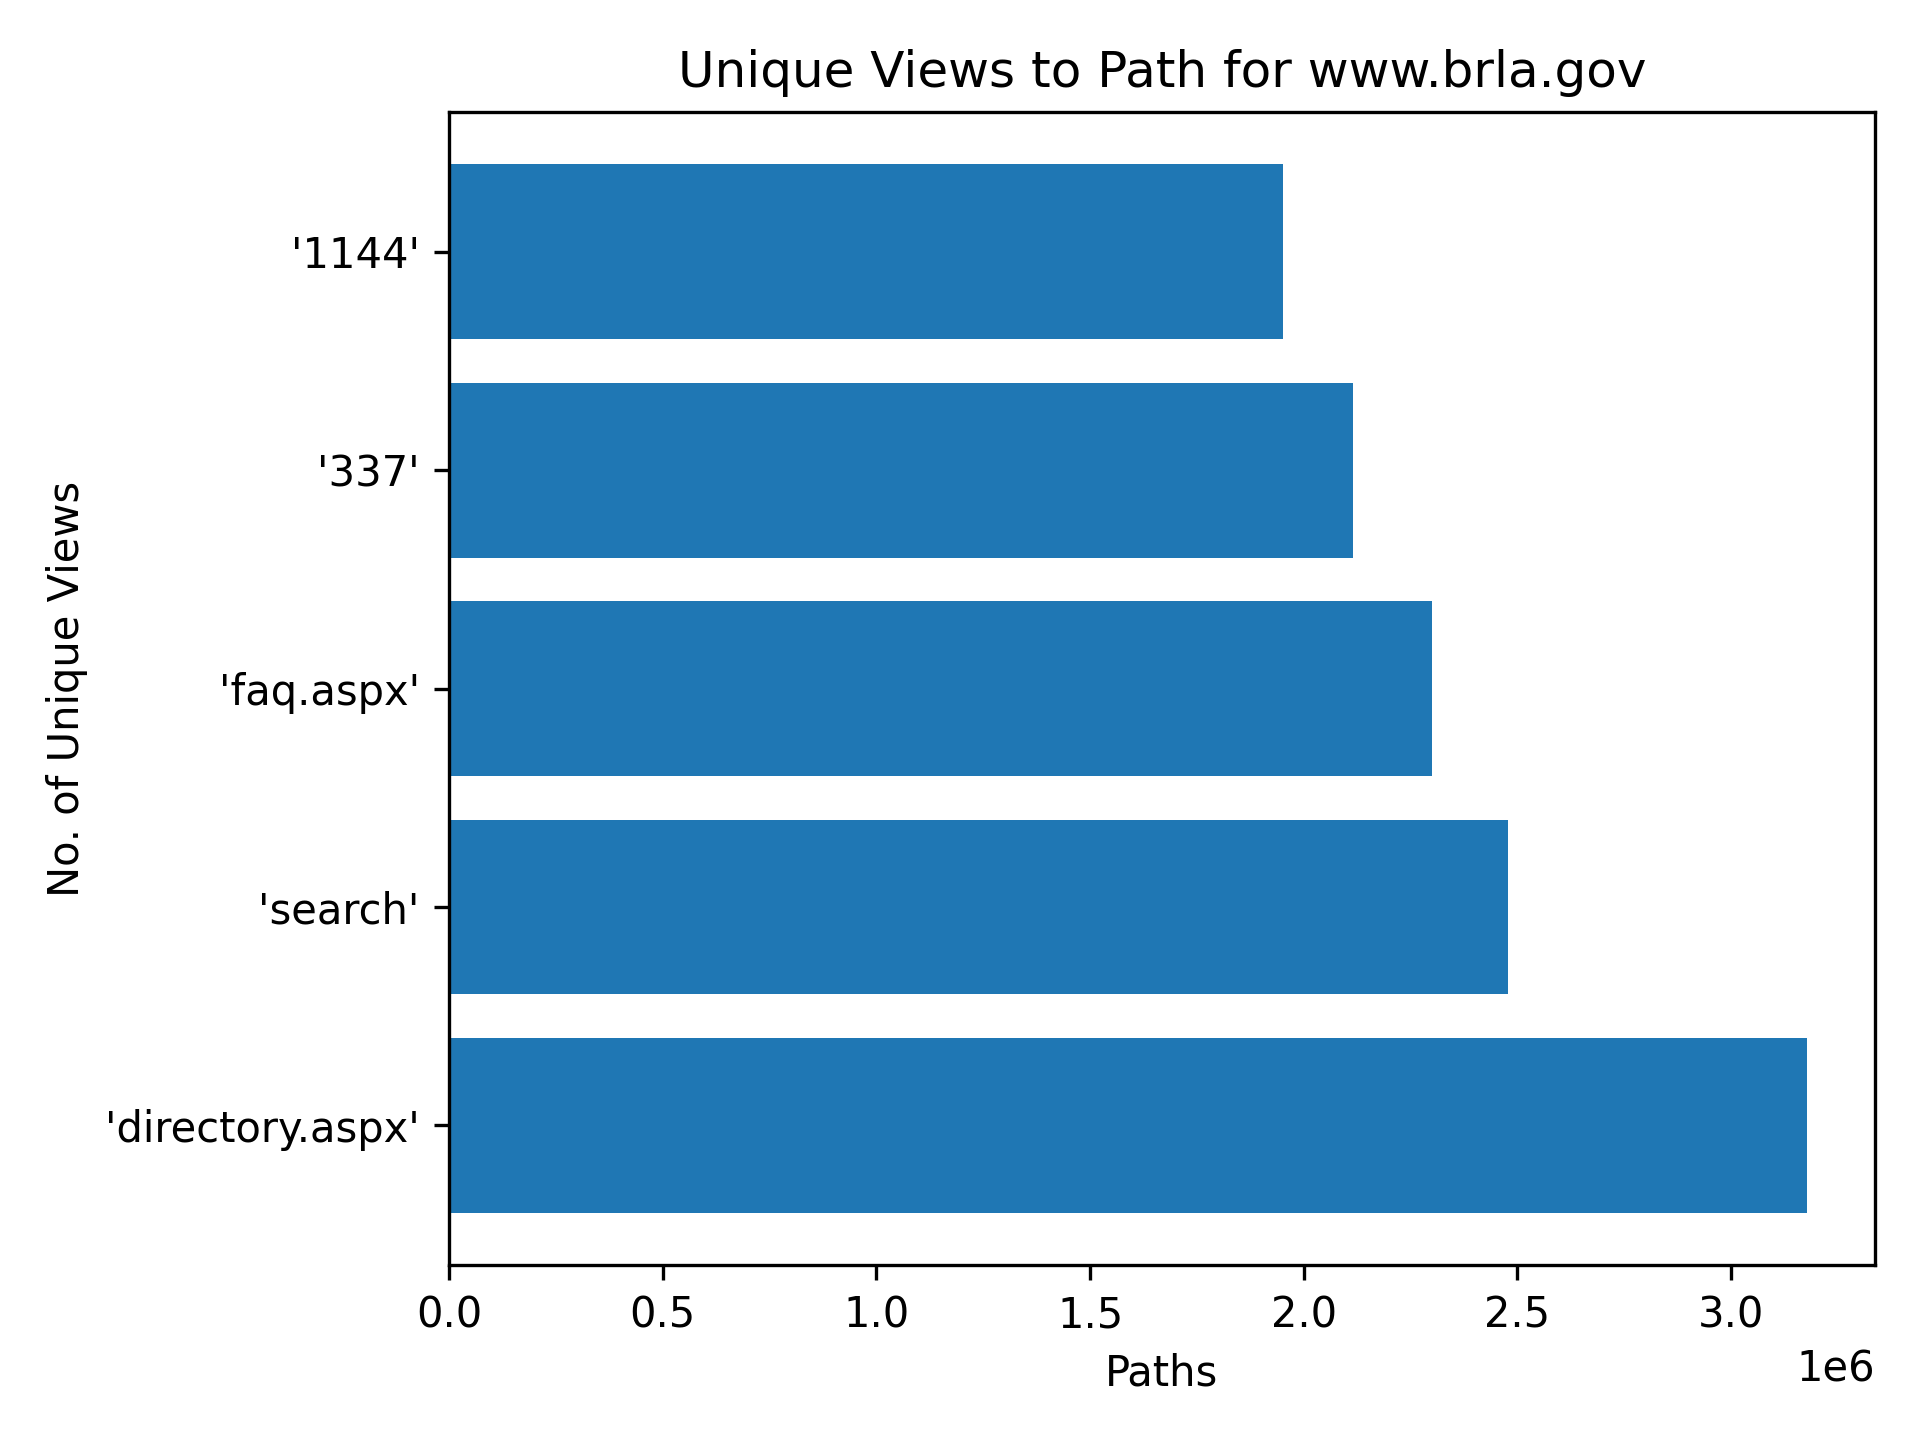 Unique Views to Path for www.brla.gov
No. of Unique Views
'1144'
'337'
'faq.aspx'
'search'
'directory.aspx'
0.0 0.5 1.0 1.5 2.0 2.5 3.0
1e6
Paths